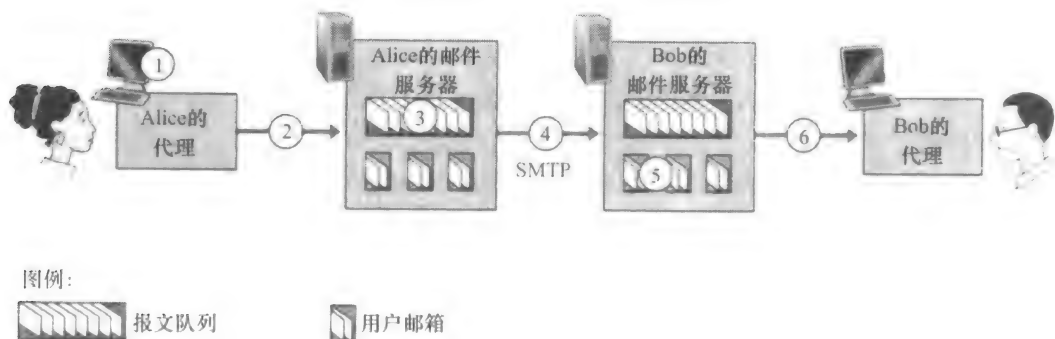 ①
Alice的
代理
②
Alice的邮件
服务器
③
④
SMTP
Bob的
邮件服务器
⑤
⑥
Bob的
代理
图例:
报文队列
用户邮箱